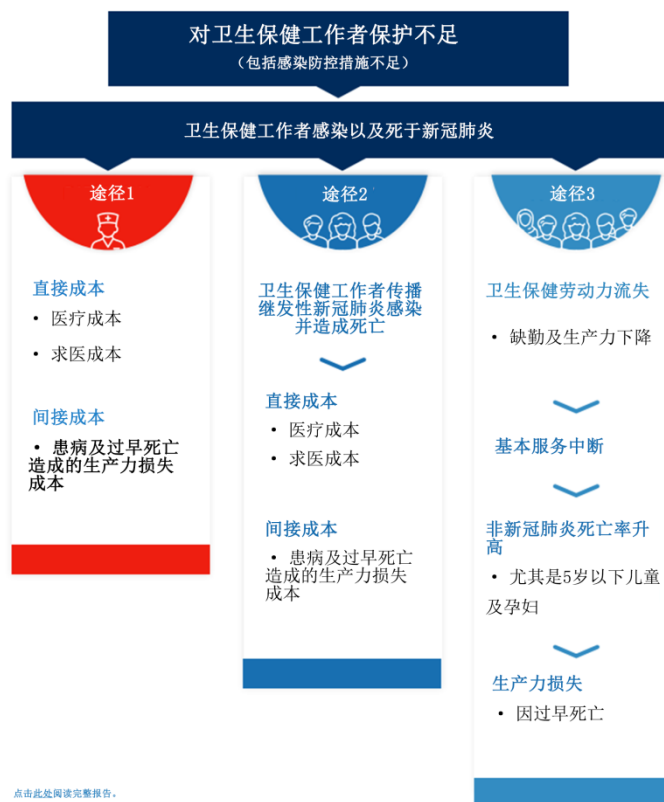 对卫生保健工作者保护不足
（包括感染防控措施不足）
卫生保健工作者感染以及死于新冠肺炎
途径1
直接成本
• 医疗成本
• 求医成本
间接成本
• 患病及过早死亡
造成的生产力损失
成本
途径2
卫生保健工作者传播
继发性新冠肺炎感染
并造成死亡
直接成本
• 医疗成本
• 求医成本
间接成本
• 患病及过早死亡
造成的生产力损失
成本
途径3
卫生保健劳动力流失
• 缺勤及生产力下降
基本服务中断
非新冠肺炎死亡率升
高
• 尤其是5岁以下儿童
及孕妇
生产力损失
• 因过早死亡
点击此处阅读完整报告。